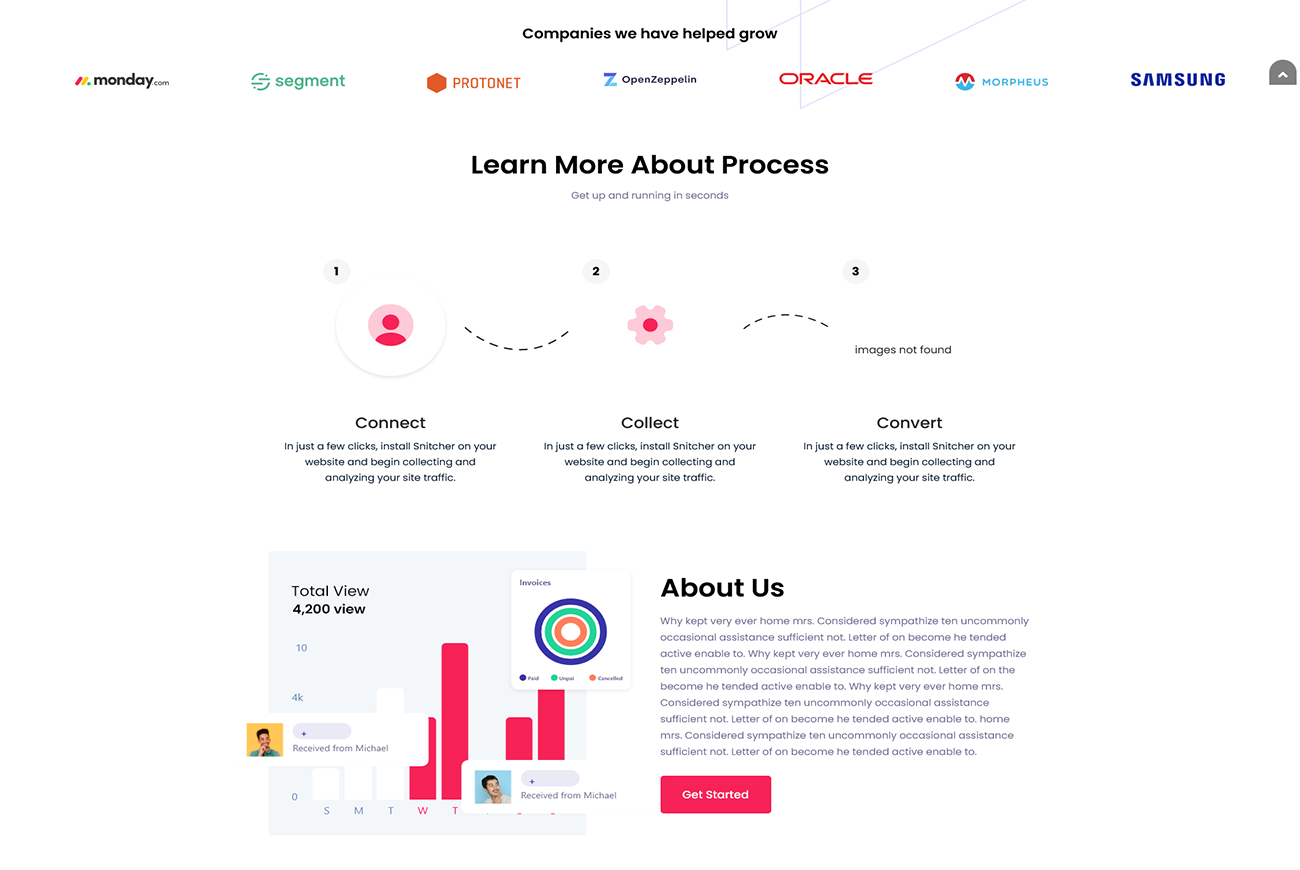 Companies we have helped grow
monday.com
segment
PROTONET
OpenZeppelin
ORACLE
MORPHEUS
SAMSUNG
Learn More About Process
Get up and running in seconds
1
2
3
images not found
Connect
In just a few clicks, install Snitcher on your
website and begin collecting and
analyzing your site traffic.
Collect
In just a few clicks, install Snitcher on your
website and begin collecting and
analyzing your site traffic.
Convert
In just a few clicks, install Snitcher on your
website and begin collecting and
analyzing your site traffic.
Total View
4,200 view
10
4k
0
S M T W T
Invoices
Paid Unpai Cancelled
+
Received from Michael
+
Received from Michael
About Us
Why kept very ever home mrs. Considered sympathize ten uncommonly
occasional assistance sufficient not. Letter of on become he tended
active enable to. Why kept very ever home mrs. Considered sympathize
ten uncommonly occasional assistance sufficient not. Letter of on the
become he tended active enable to. Why kept very ever home mrs.
Considered sympathize ten uncommonly occasional assistance
sufficient not. Letter of on become he tended active enable to. home
mrs. Considered sympathize ten uncommonly occasional assistance
sufficient not. Letter of on become he tended active enable to.
Get Started